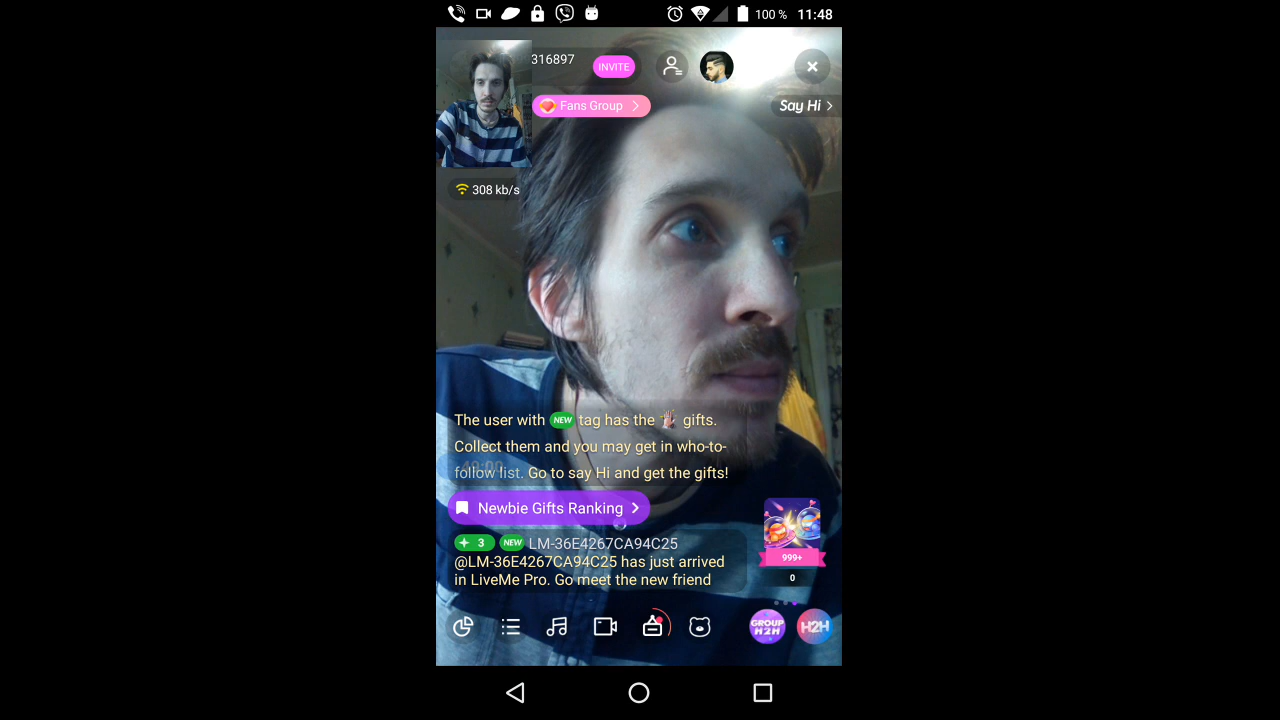 100 % 11:48
316897
INVITE
Fans Group
Say Hi
308 kb/s
The user with NEW tag has the gifts.
Collect them and you may get in who-to-
follow list. Go to say Hi and get the gifts!
Newbie Gifts Ranking
3 NEW LM-36E4267CA94C25
@LM-36E4267CA94C25 has just arrived
in LiveMe Pro. Go meet the new friend
999+
0
GROUP
H2H
H2H